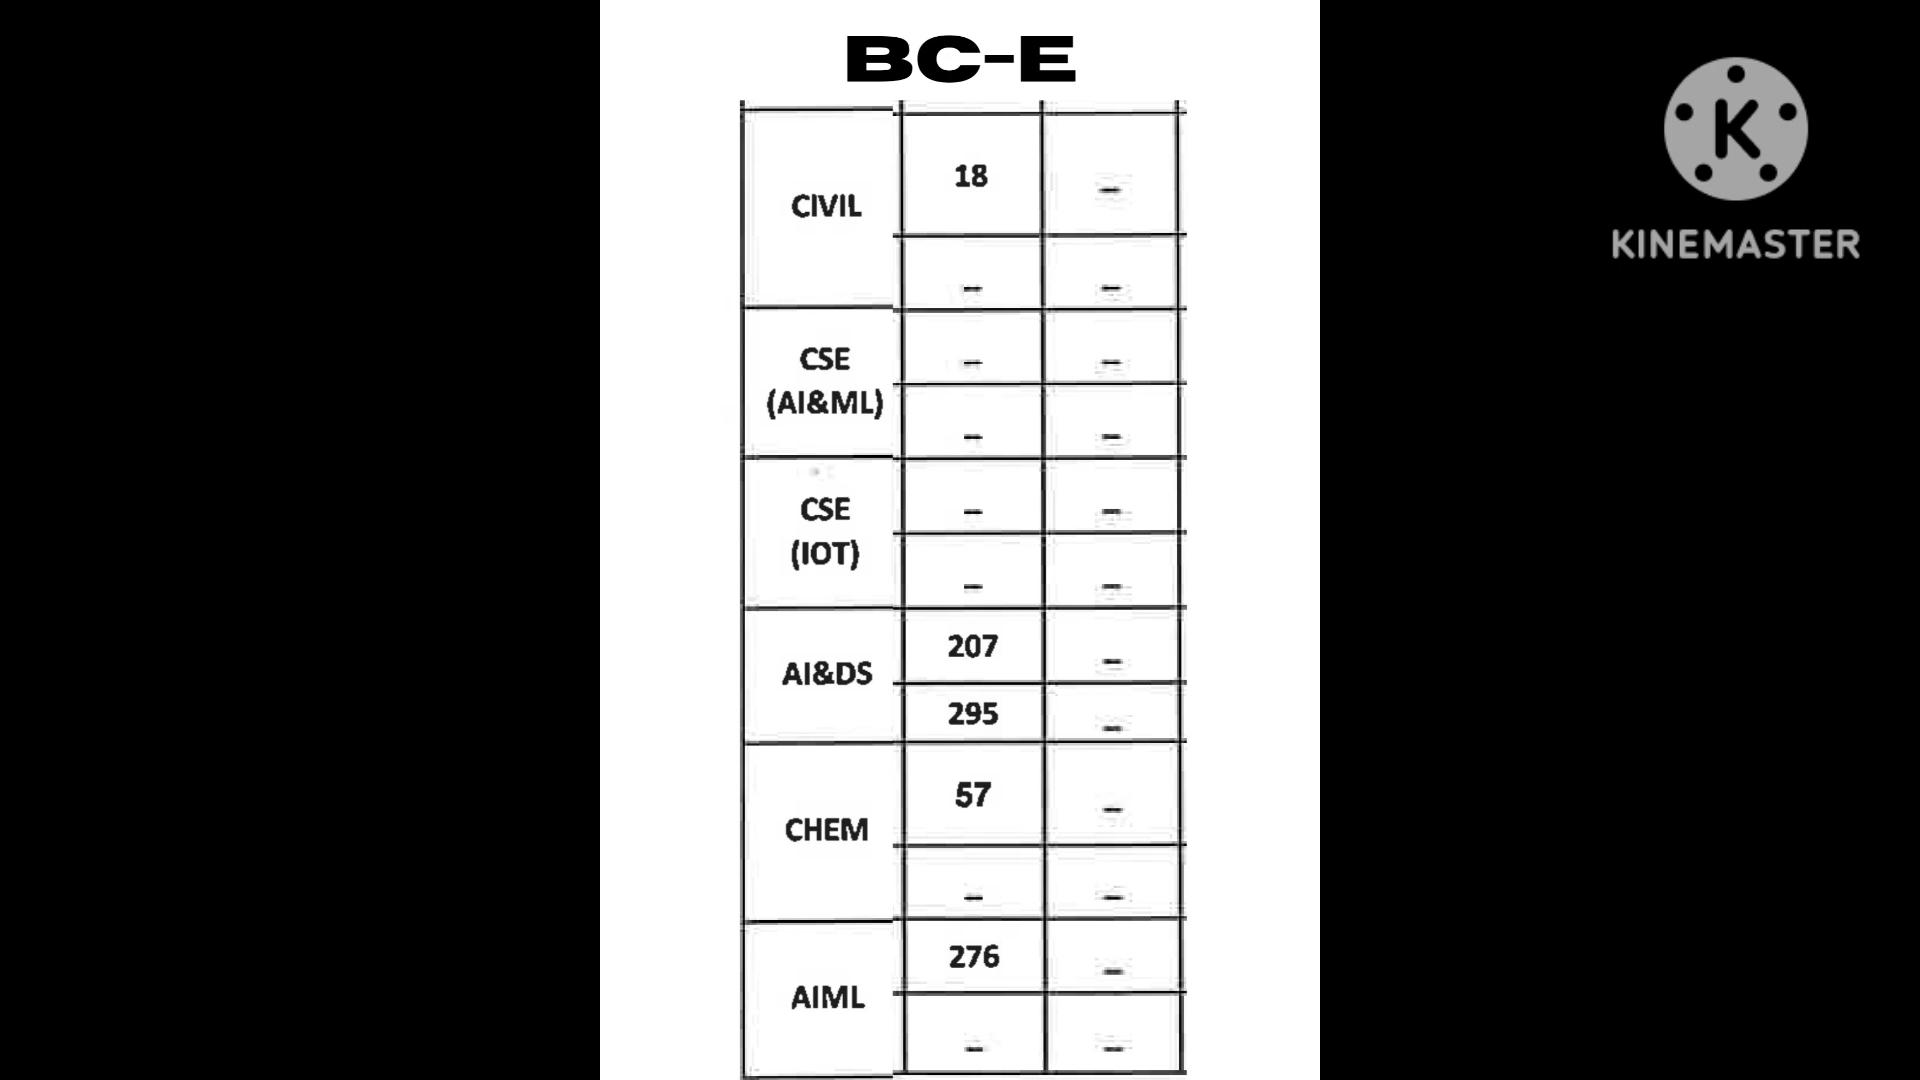 BC-E
CIVIL
18
–
–
–
CSE
(AI&ML)
–
–
–
–
CSE
(IOT)
–
–
–
–
AI&DS
207
–
295
–
CHEM
57
–
–
–
AIML
276
–
–
–
K
KINEMASTER